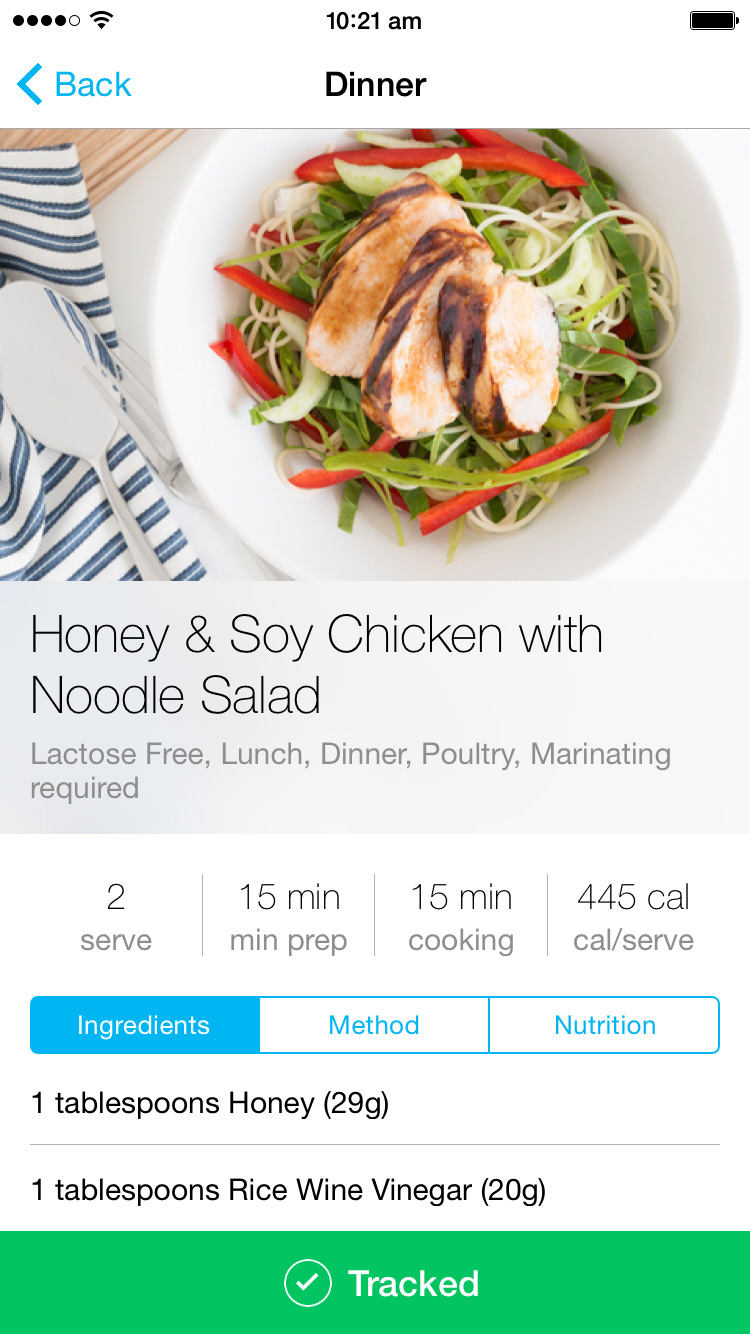 10:21 am
Back
Dinner
Honey & Soy Chicken with
Noodle Salad
Lactose Free, Lunch, Dinner, Poultry, Marinating
required
2
serve
15 min
min prep
15 min
cooking
445 cal
cal/serve
Ingredients
Method
Nutrition
1 tablespoons Honey (29g)
1 tablespoons Rice Wine Vinegar (20g)
Tracked